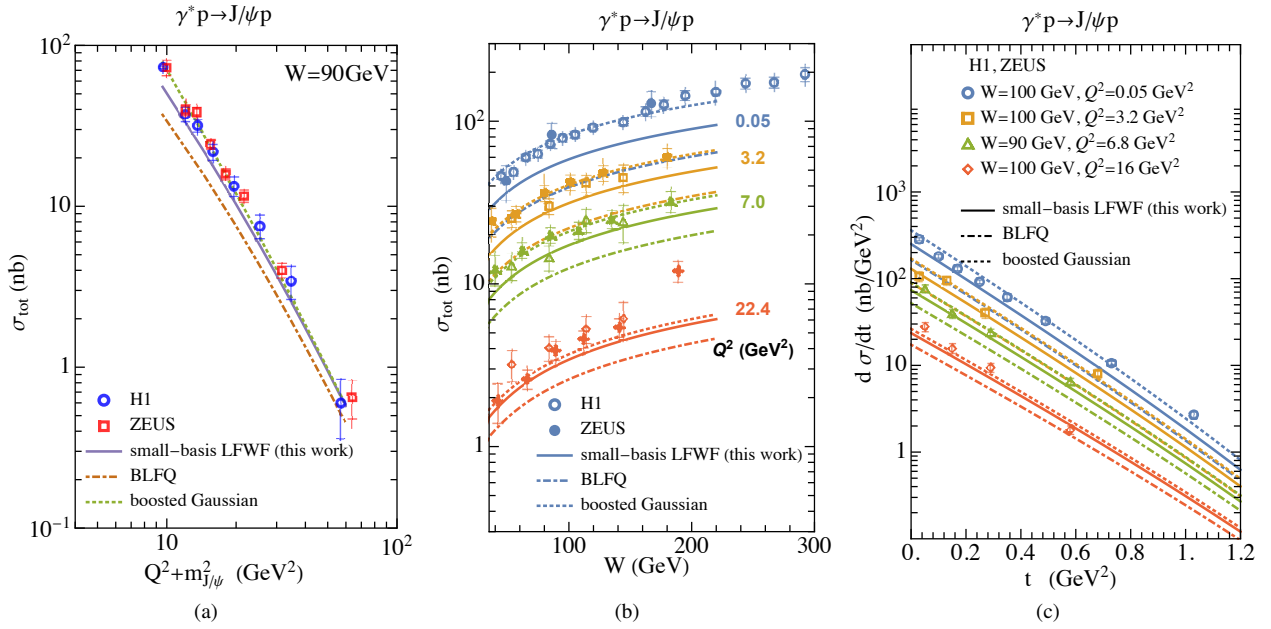 γ*p→J/ψp
W=90GeV
10²
10
1
10⁻¹
σtot (nb)
H1
ZEUS
small−basis LFWF (this work)
BLFQ
boosted Gaussian
10
10²
Q²+m²J/ψ (GeV²)
(a)
γ*p→J/ψp
10²
10
1
σtot (nb)
0.05
3.2
7.0
22.4
Q² (GeV²)
H1
ZEUS
small−basis LFWF (this work)
BLFQ
boosted Gaussian
100
200
300
W (GeV)
(b)
γ*p→J/ψp
H1, ZEUS
W=100 GeV, Q²=0.05 GeV²
W=100 GeV, Q²=3.2 GeV²
W=90 GeV, Q²=6.8 GeV²
W=100 GeV, Q²=16 GeV²
10³
10²
10
1
d σ/dt (nb/GeV²)
small−basis LFWF (this work)
BLFQ
boosted Gaussian
0.0
0.2
0.4
0.6
0.8
1.
1.2
t (GeV²)
(c)